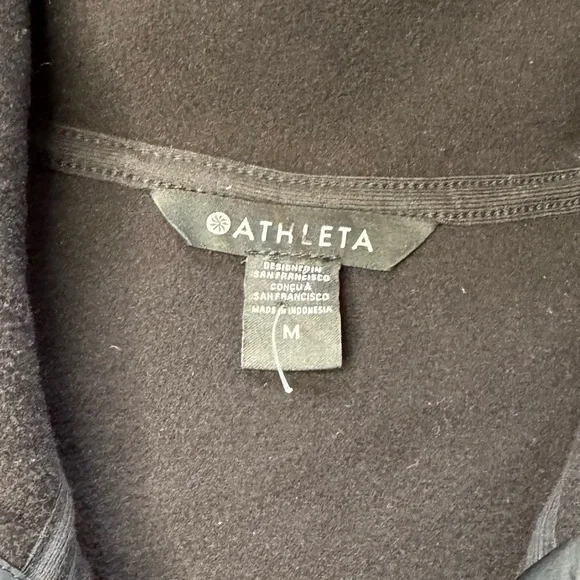 ATHLETA
DESIGNED IN
SAN FRANCISCO
CONÇU À
SAN FRANCISCO
MADE IN INDONESIA
M